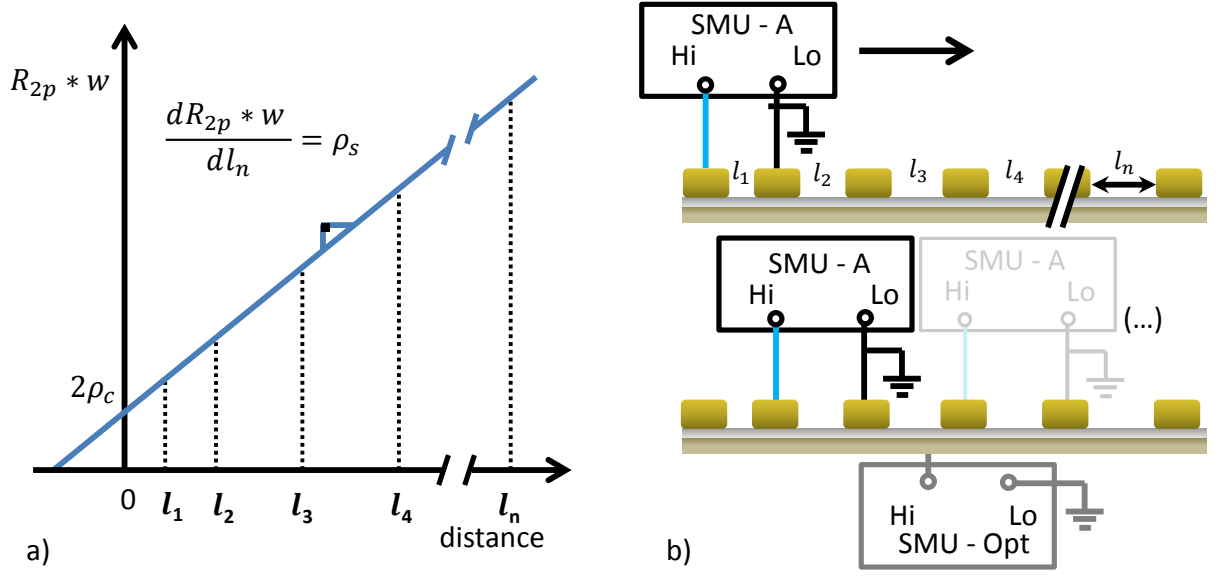 R₂ₚ * w
dR₂ₚ * w
dlₙ
= ρₛ
2ρ_c
0
l₁
l₂
l₃
l₄
lₙ
distance
a)
SMU - A
Hi
Lo
l₁
l₂
l₃
l₄
lₙ
SMU - A
Hi
Lo
SMU - A
Hi
Lo
(...)
Hi
Lo
SMU - Opt
b)